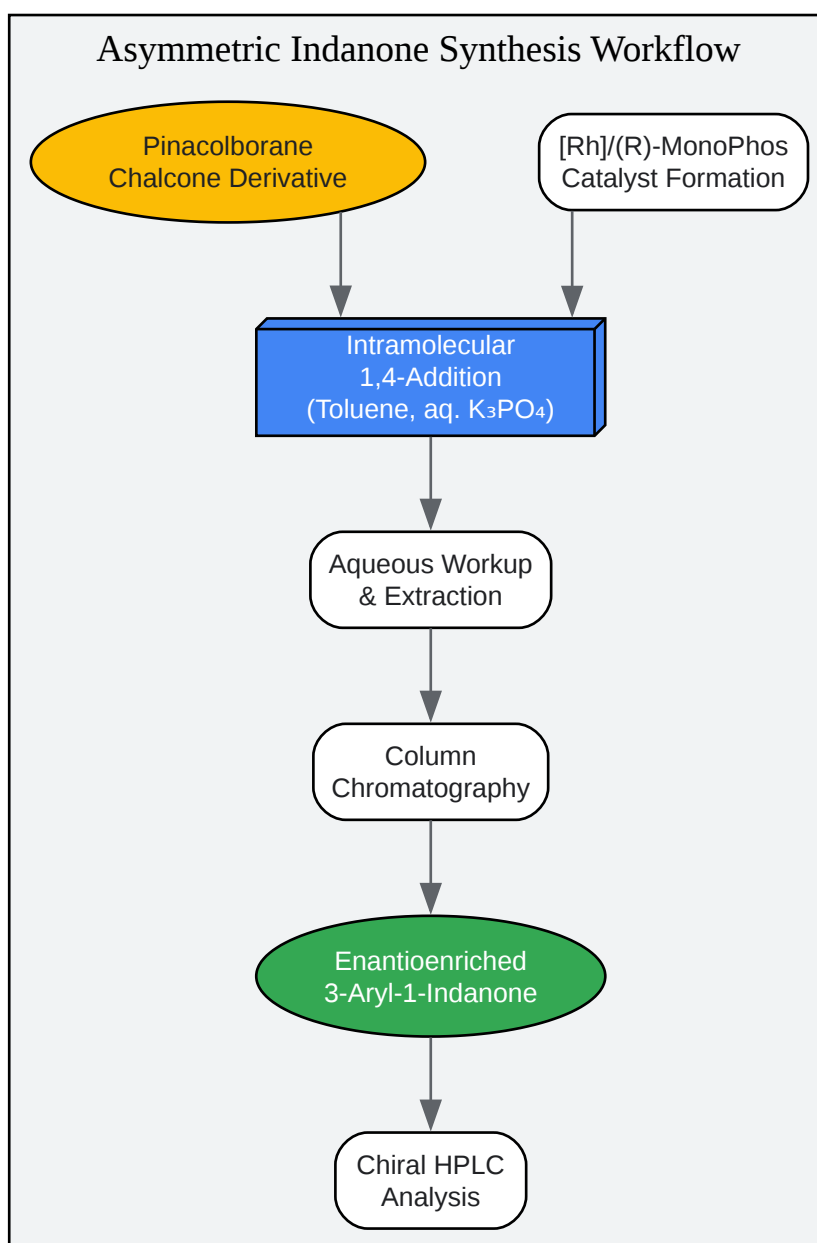 Asymmetric Indanone Synthesis Workflow
Pinacolborane
Chalcone Derivative
[Rh]/(R)-MonoPhos
Catalyst Formation
Intramolecular
1,4-Addition
(Toluene, aq. K₃PO₄)
Aqueous Workup
& Extraction
Column
Chromatography
Enantioenriched
3-Aryl-1-Indanone
Chiral HPLC
Analysis